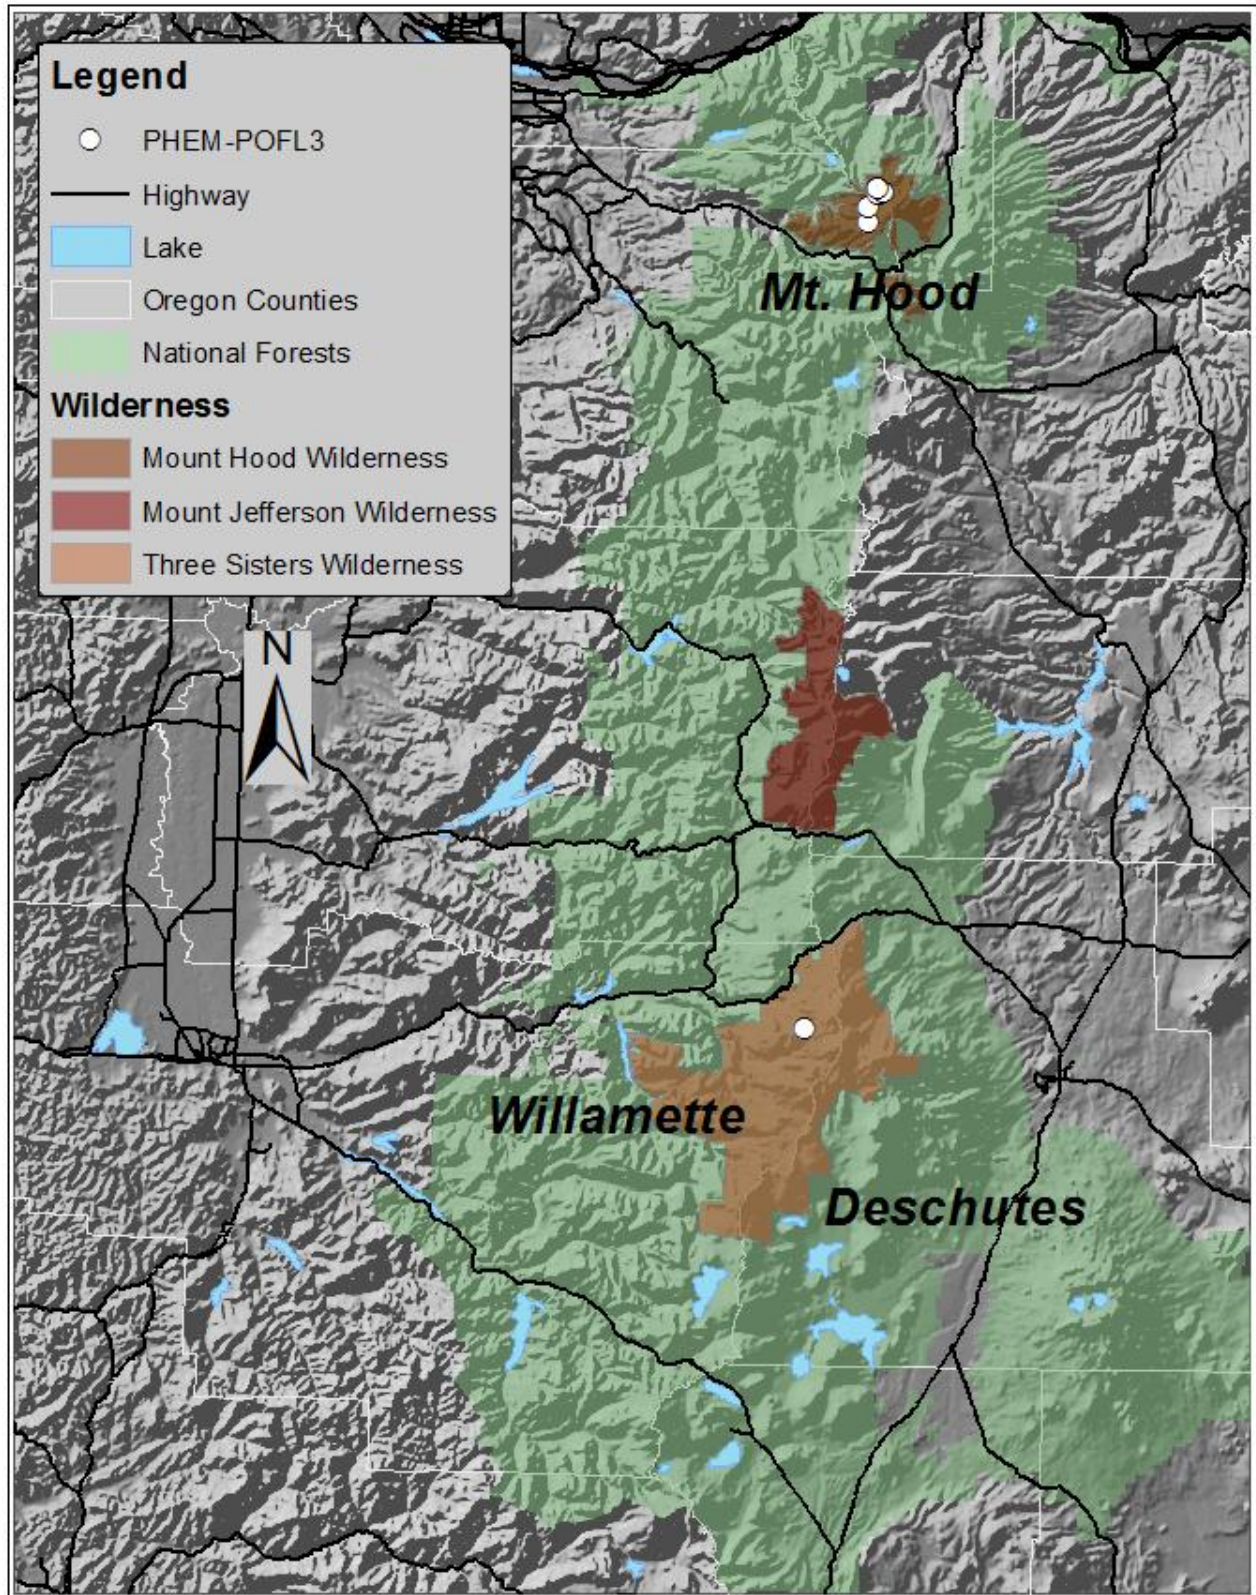 Legend
PHEM-POFL3
Highway
Lake
Oregon Counties
National Forests
Wilderness
Mount Hood Wilderness
Mount Jefferson Wilderness
Three Sisters Wilderness
Mt. Hood
N
Willamette
Deschutes